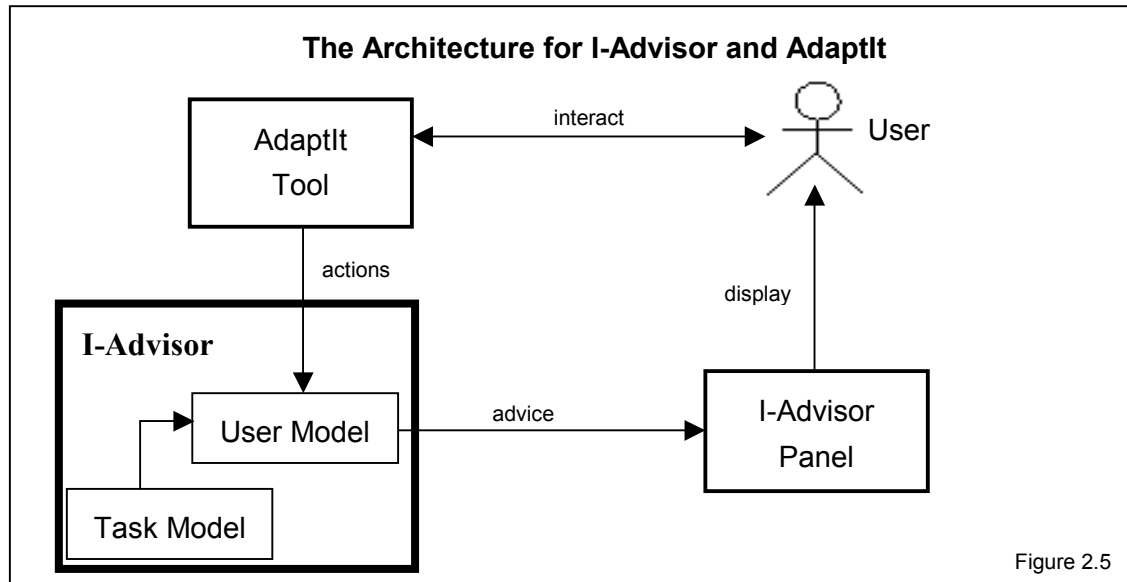 The Architecture for I-Advisor and AdaptIt
AdaptIt
Tool
interact
User
actions
display
I-Advisor
User Model
advice
I-Advisor
Panel
Task Model
Figure 2.5